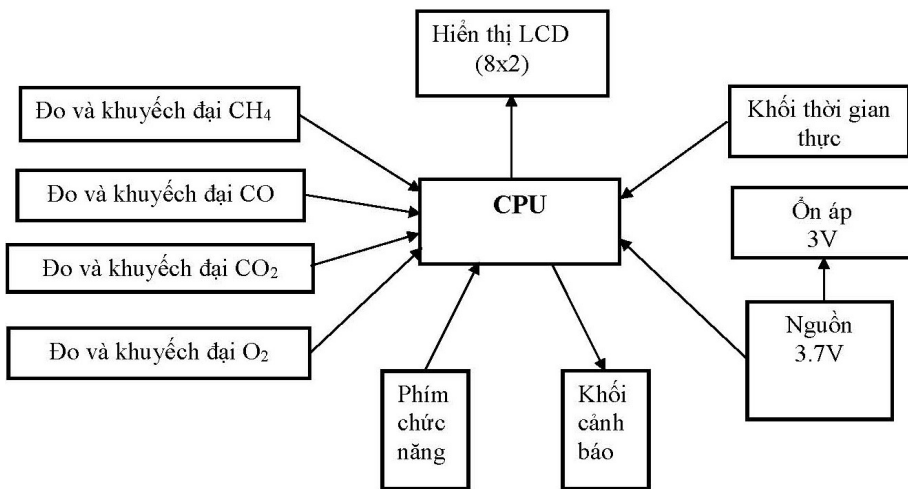 Hiển thị LCD
(8x2)
Đo và khuyếch đại CH₄
Khối thời gian
thực
Đo và khuyếch đại CO
CPU
Ổn áp
3V
Đo và khuyếch đại CO₂
Đo và khuyếch đại O₂
Nguồn
3.7V
Phím
chức
năng
Khối
cảnh
báo